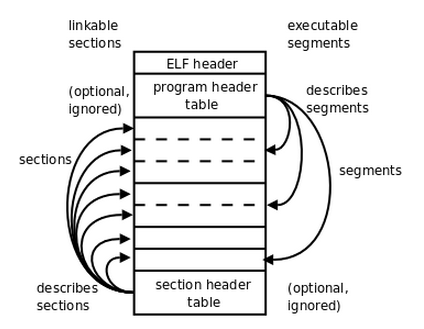 linkable
sections
executable
segments
ELF header
(optional,
ignored)
program header
table
describes
segments
sections
segments
describes
sections
section header
table
(optional,
ignored)